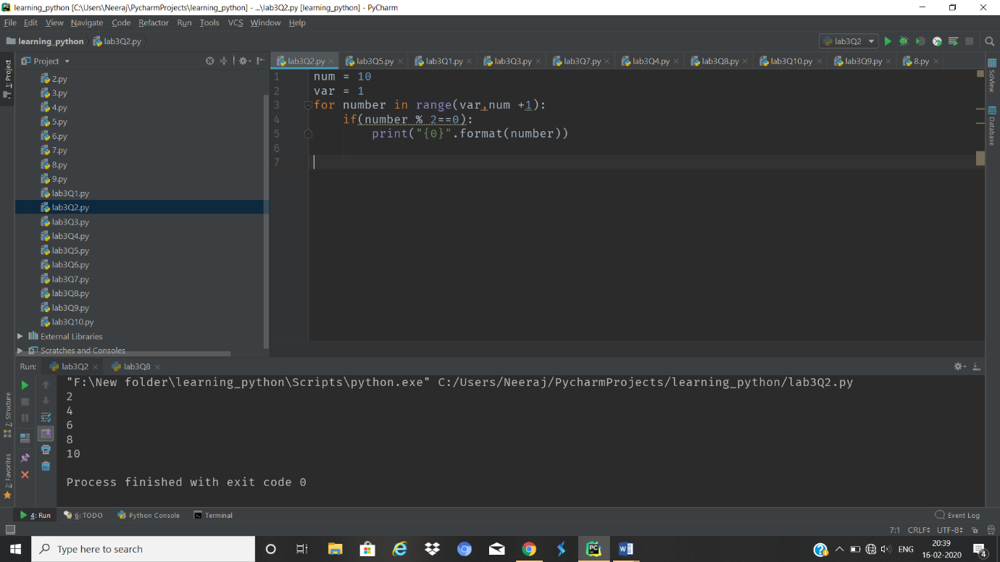 learning_python [C:\Users\Neeraj\PycharmProjects\learning_python] - ...\lab3Q2.py [learning_python] - PyCharm
File Edit View Navigate Code Refactor Run Tools VCS Window Help
learning_python lab3Q2.py lab3Q2
Project
lab3Q2.py lab3Q5.py lab3Q1.py lab3Q3.py lab3Q7.py lab3Q4.py lab3Q8.py lab3Q10.py lab3Q9.py 8.py
1: Project
2.py
3.py
4.py
5.py
6.py
7.py
8.py
9.py
lab3Q1.py
lab3Q2.py
lab3Q3.py
lab3Q4.py
lab3Q5.py
lab3Q6.py
lab3Q7.py
lab3Q8.py
lab3Q9.py
lab3Q10.py
External Libraries
Scratches and Consoles
1 num = 10
2 var = 1
3 for number in range(var,num +1):
4 if(number % 2==0):
5 print("{0}".format(number))
6
7
SciView
Database
Run: lab3Q2 lab3Q8
"F:\New folder\learning_python\Scripts\python.exe" C:/Users/Neeraj/PycharmProjects/learning_python/lab3Q2.py
2
4
6
8
10
Process finished with exit code 0
7: Structure
2: Favorites
4: Run 6: TODO Python Console Terminal Event Log
7:1 CRLF UTF-8
Type here to search
ENG
20:39
16-02-2020
4